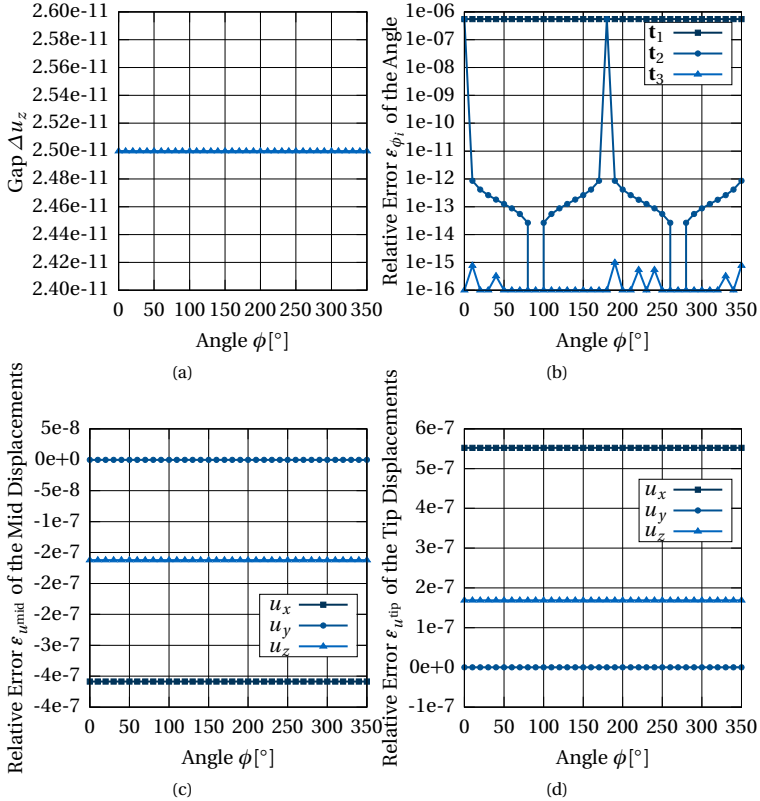 Gap Δu_z
2.60e-11
2.58e-11
2.56e-11
2.54e-11
2.52e-11
2.50e-11
2.48e-11
2.46e-11
2.44e-11
2.42e-11
2.40e-11
0 50 100 150 200 250 300 350
Angle ϕ[°]
(a)
Relative Error ε_ϕ_i of the Angle
1e-06
1e-07
1e-08
1e-09
1e-10
1e-11
1e-12
1e-13
1e-14
1e-15
1e-16
t_1
t_2
t_3
0 50 100 150 200 250 300 350
Angle ϕ[°]
(b)
Relative Error ε_u^mid of the Mid Displacements
5e-8
0e+0
-5e-8
-1e-7
-2e-7
-2e-7
-2e-7
-3e-7
-4e-7
-4e-7
u_x
u_y
u_z
0 50 100 150 200 250 300 350
Angle ϕ[°]
(c)
Relative Error ε_u^tip of the Tip Displacements
6e-7
5e-7
4e-7
3e-7
2e-7
1e-7
0e+0
-1e-7
u_x
u_y
u_z
0 50 100 150 200 250 300 350
Angle ϕ[°]
(d)